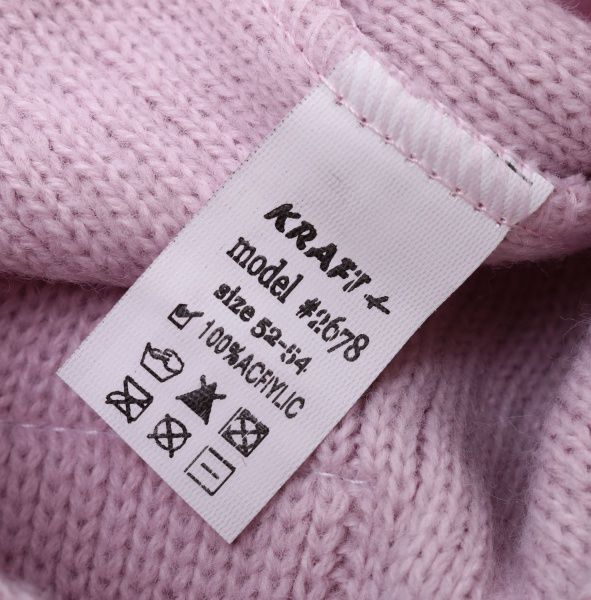 KRAFT +
model #2678
size 52-54
100%ACRYLIC